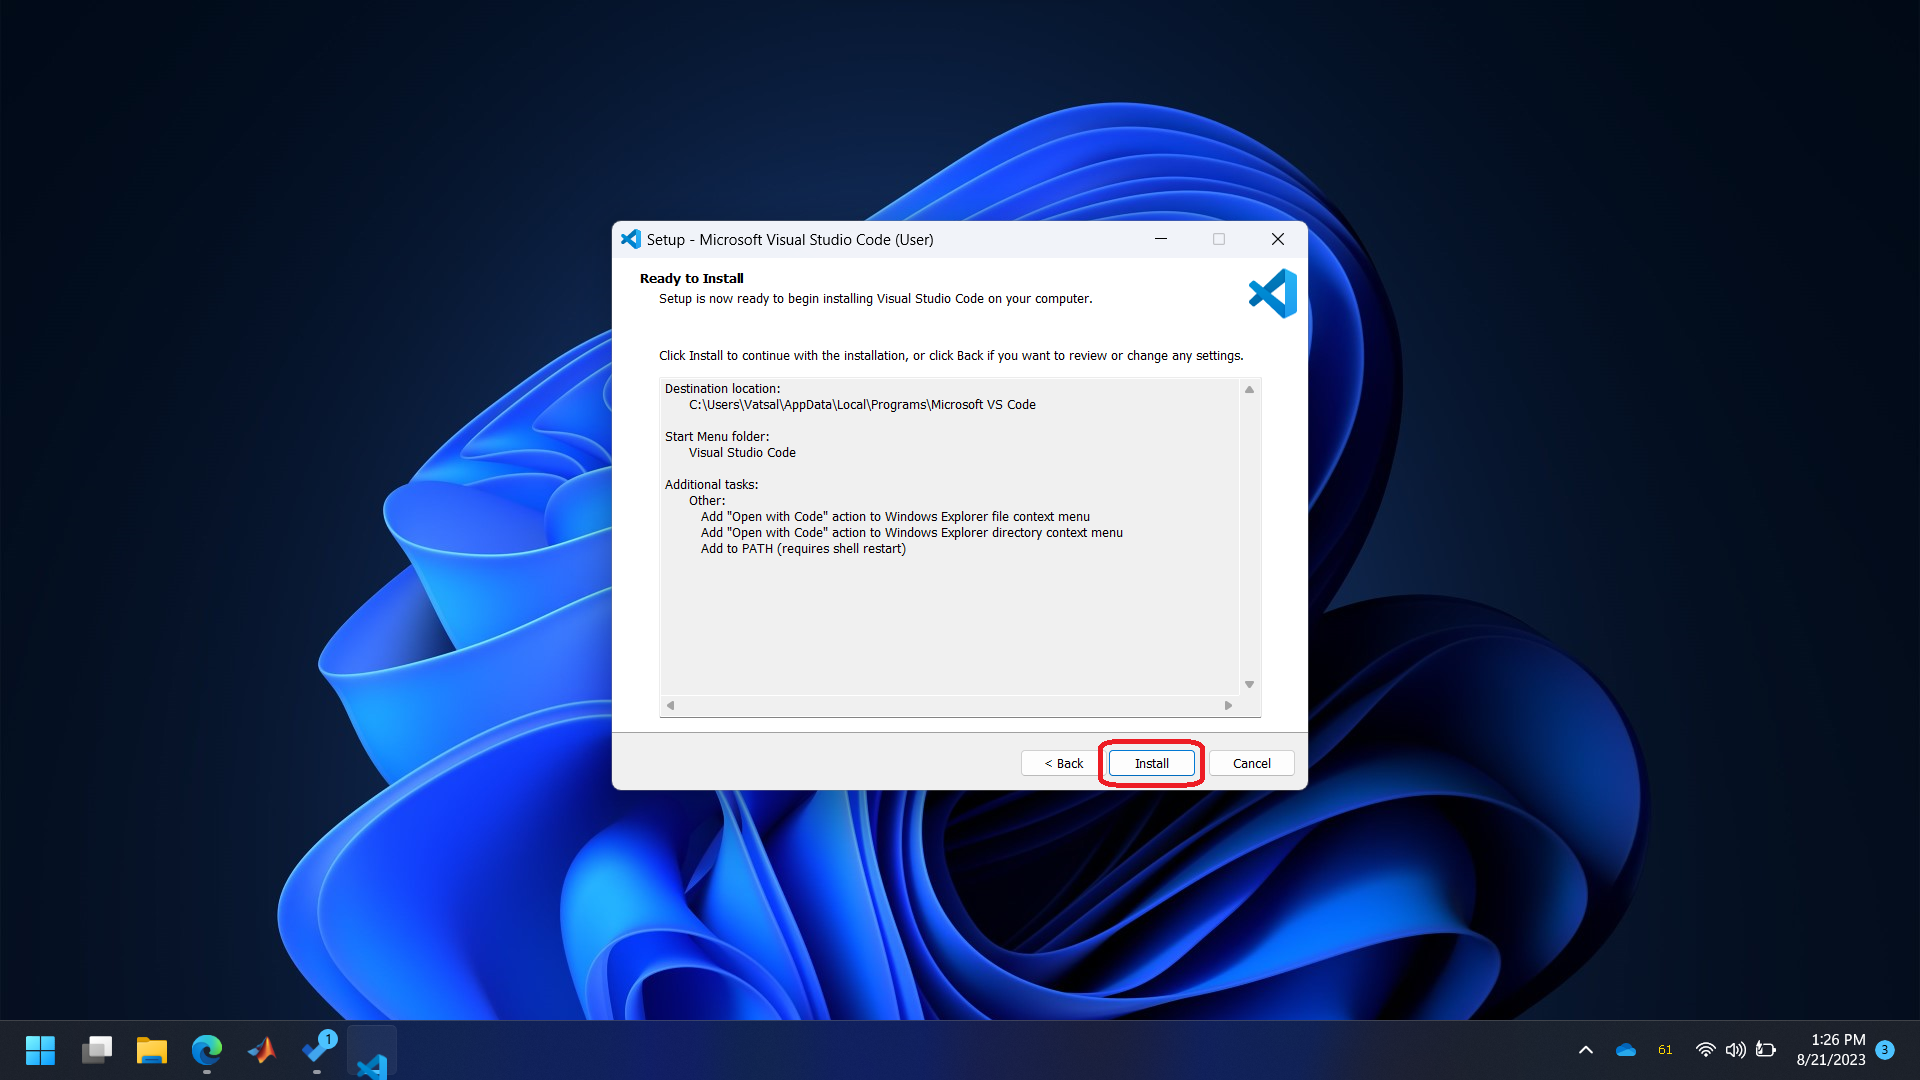 Setup - Microsoft Visual Studio Code (User)
Ready to Install
Setup is now ready to begin installing Visual Studio Code on your computer.
Click Install to continue with the installation, or click Back if you want to review or change any settings.
Destination location:
C:\Users\Vatsal\AppData\Local\Programs\Microsoft VS Code
Start Menu folder:
Visual Studio Code
Additional tasks:
Other:
Add "Open with Code" action to Windows Explorer file context menu
Add "Open with Code" action to Windows Explorer directory context menu
Add to PATH (requires shell restart)
< Back
Install
Cancel
1
61
1:26 PM
8/21/2023
3